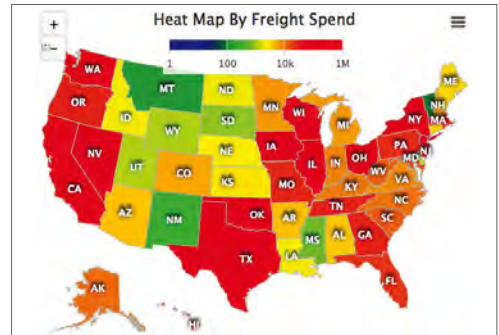 +
−
Heat Map By Freight Spend
1
100
10k
1M
WA
OR
CA
NV
ID
MT
WY
UT
AZ
CO
NM
ND
SD
NE
KS
OK
TX
MN
IA
MO
AR
LA
WI
IL
MI
IN
OH
KY
TN
MS
AL
GA
FL
SC
NC
VA
WV
PA
NY
MD
NJ
MA
NH
ME
AK
HI